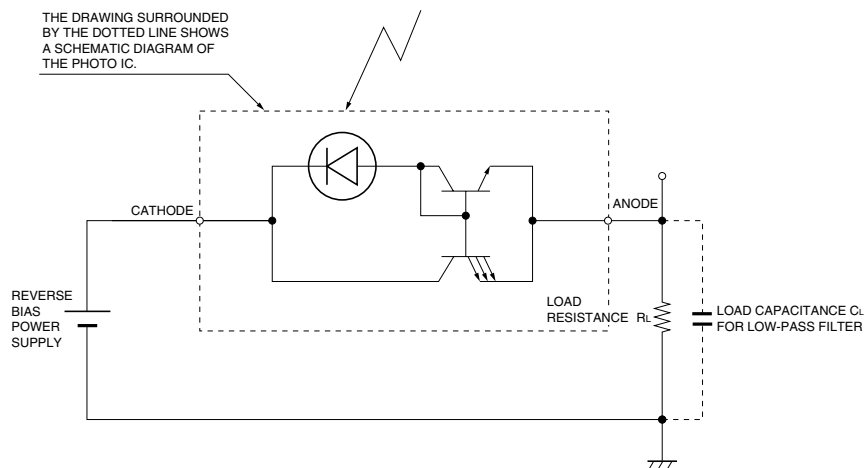 THE DRAWING SURROUNDED
BY THE DOTTED LINE SHOWS
A SCHEMATIC DIAGRAM OF
THE PHOTO IC.
CATHODE
ANODE
REVERSE
BIAS
POWER
SUPPLY
LOAD
RESISTANCE RL
LOAD CAPACITANCE CL
FOR LOW-PASS FILTER